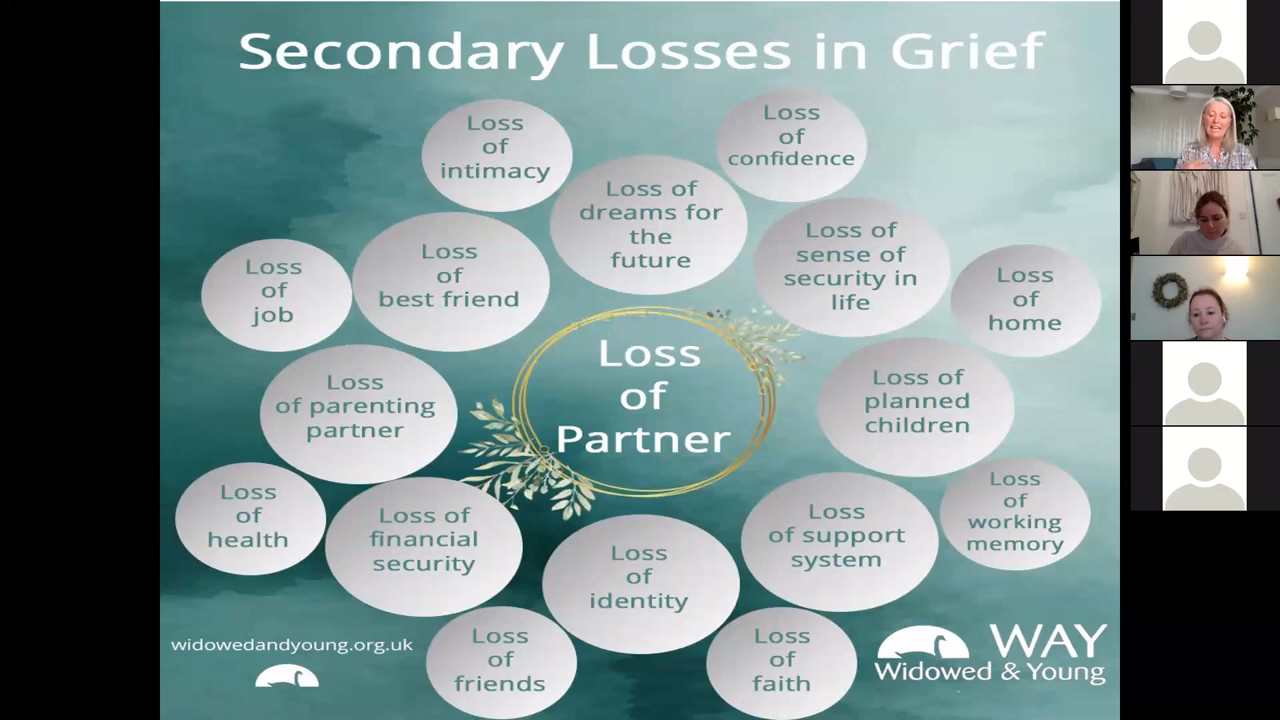 Secondary Losses in Grief
Loss
of
intimacy
Loss
of
confidence
Loss of
dreams for
the
future
Loss
of
best friend
Loss of
sense of
security in
life
Loss
of
job
Loss
of
home
Loss
of
Partner
Loss
of parenting
partner
Loss of
planned
children
Loss
of
health
Loss of
financial
security
Loss
of
identity
Loss
of support
system
Loss
of
working
memory
Loss
of
friends
Loss
of
faith
widowedandyoung.org.uk
WAY
Widowed & Young